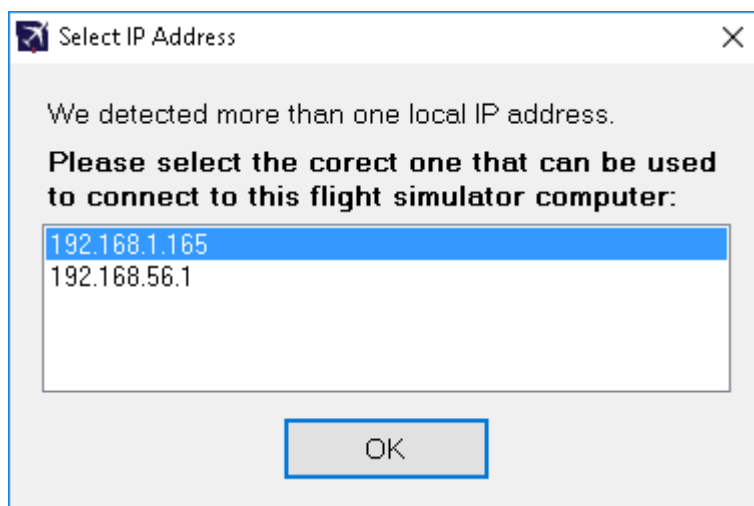 Select IP Address
We detected more than one local IP address.
Please select the corect one that can be used
to connect to this flight simulator computer:
192.168.1.165
192.168.56.1
OK